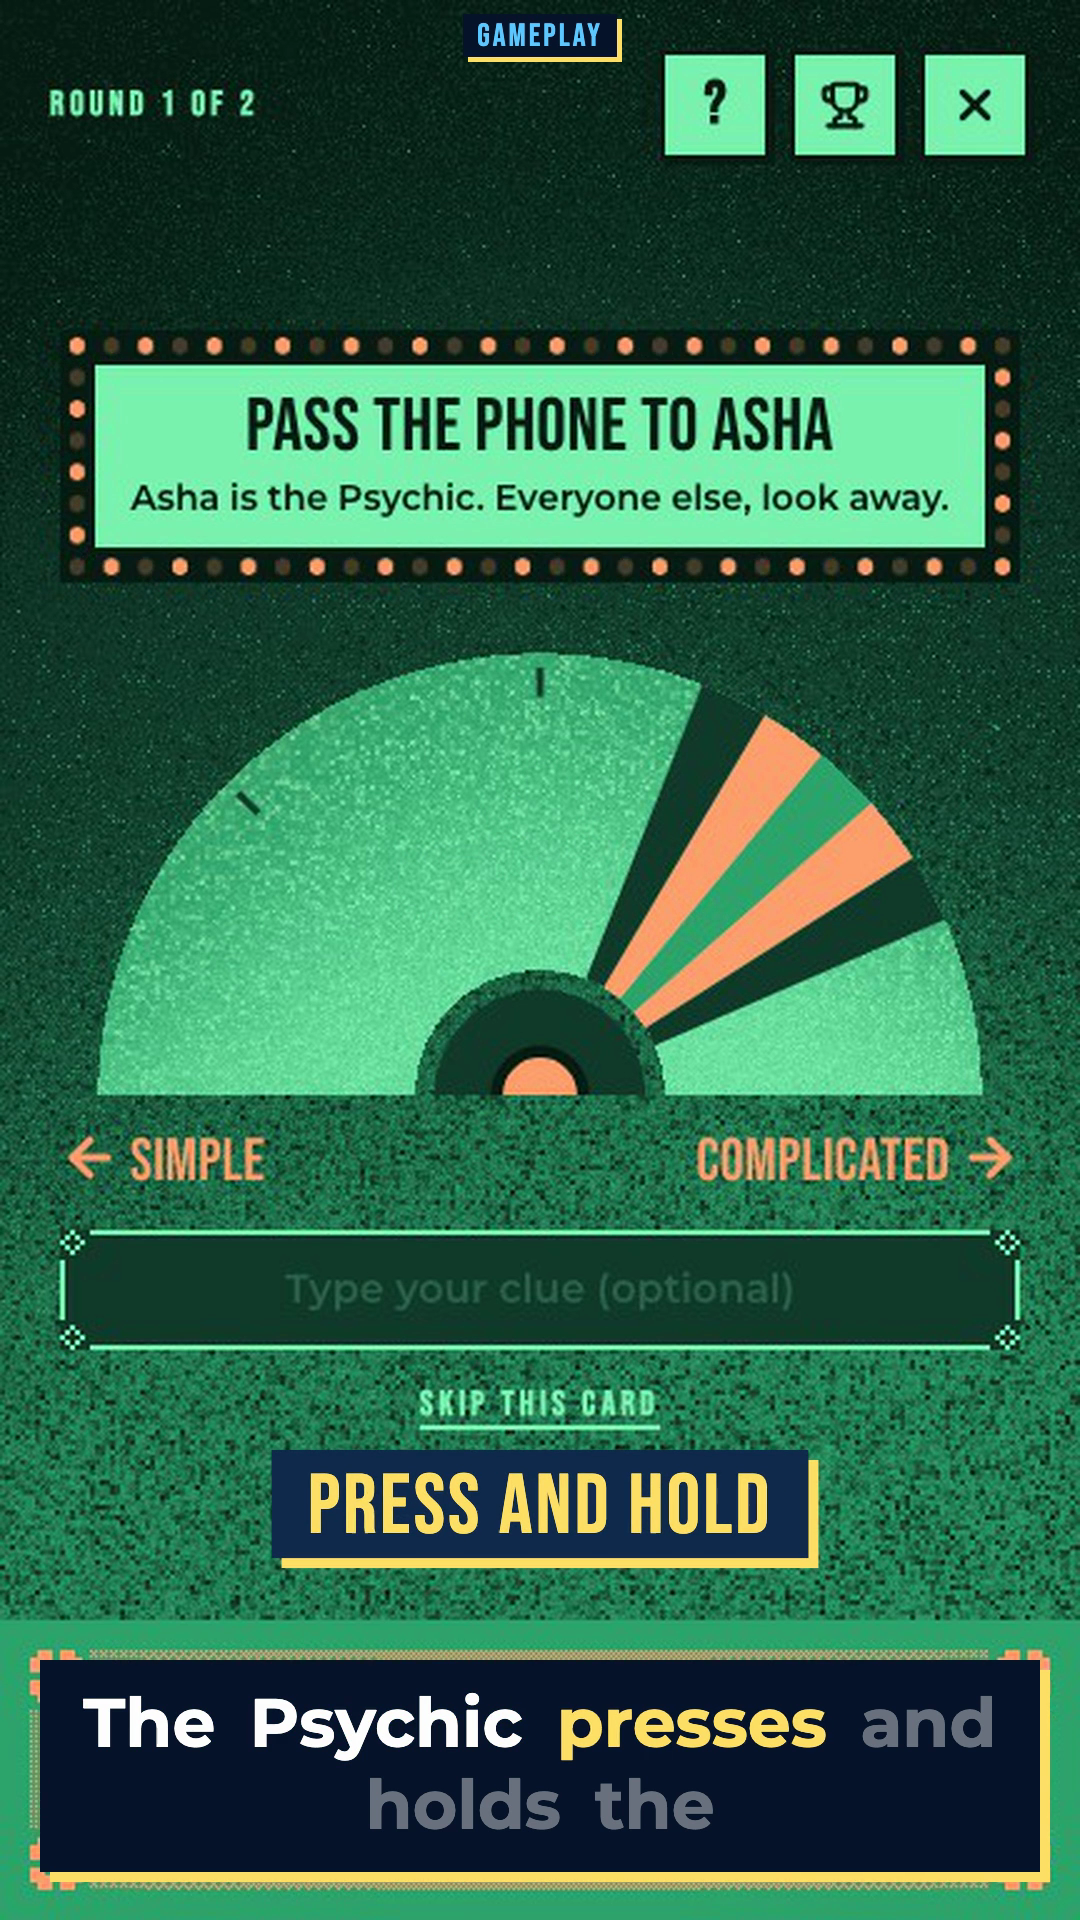 GAMEPLAY
ROUND 1 OF 2
?
PASS THE PHONE TO ASHA
Asha is the Psychic. Everyone else, look away.
← SIMPLE
COMPLICATED →
Type your clue (optional)
SKIP THIS CARD
PRESS AND HOLD
The Psychic presses and
holds the